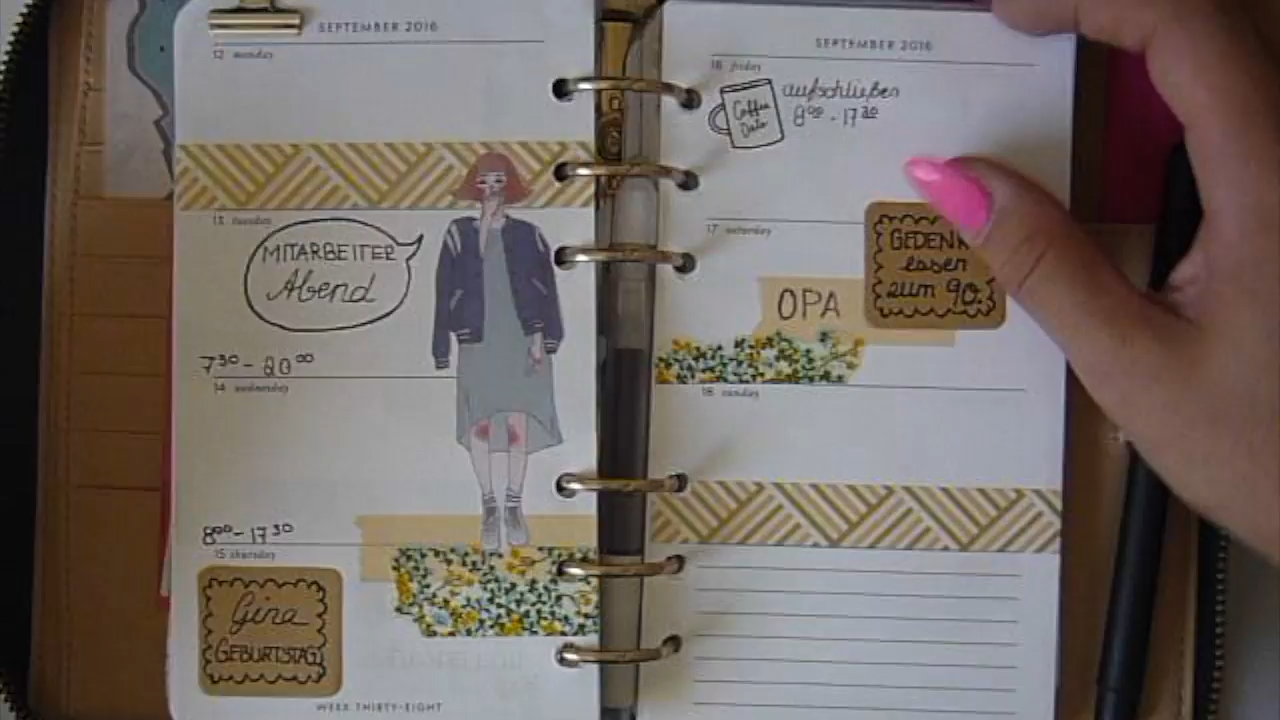 SEPTEMBER 2016
12 monday
13 tuesday
MITARBEITER
Abend
7³⁰ - 20⁰⁰
14 wednesday
8⁰⁰ - 17³⁰
15 thursday
Gina
GEBURTSTAG
WEEK THIRTY-EIGHT
SEPTEMBER 2016
16 friday
Coffee
Date
aufschließen
8⁰⁰ - 17³⁰
17 saturday
GEDENK
essen
zum 90.
OPA
18 sunday